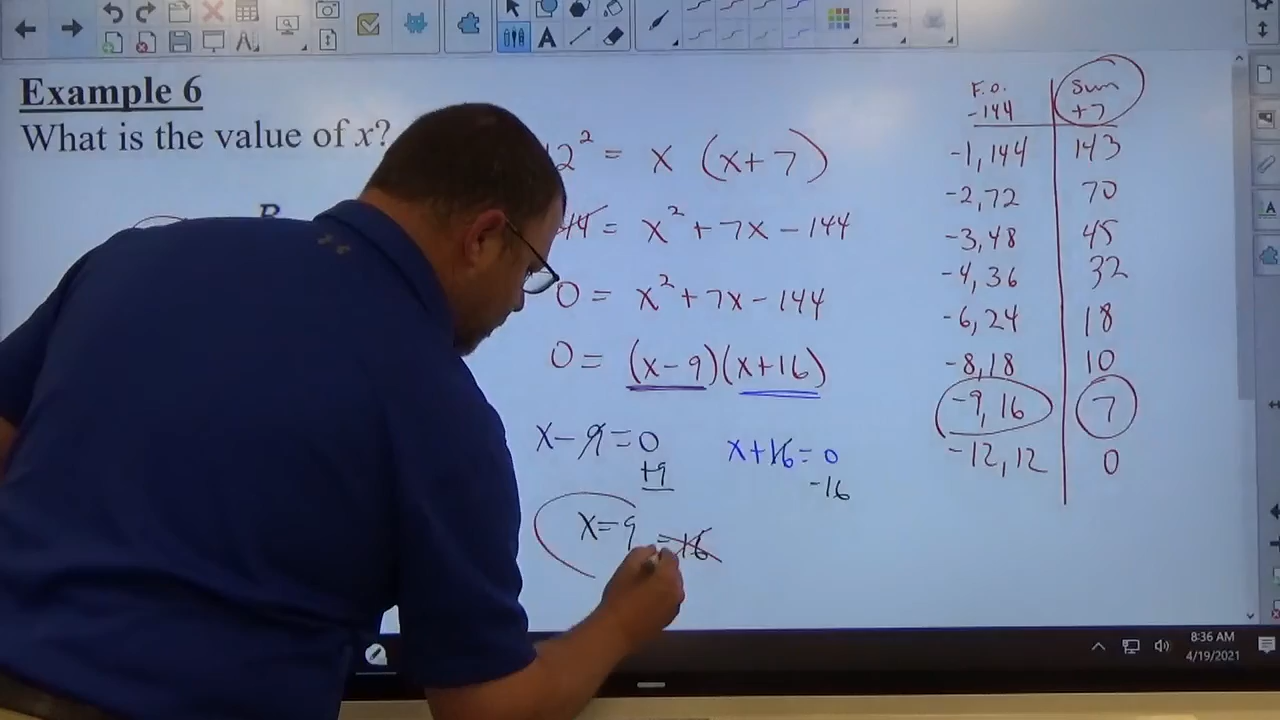 Example 6
What is the value of x?
B
2² = x (x+7)
144 = x² + 7x - 144
0 = x² + 7x - 144
0 = (x-9)(x+16)
x-9=0
+9
x=9
x+16=0
-16
-16
F.O. Sum
-144 +7
-1,144 143
-2,72 70
-3,48 45
-4,36 32
-6,24 18
-8,18 10
-9,16 7
-12,12 0
8:36 AM
4/19/2021